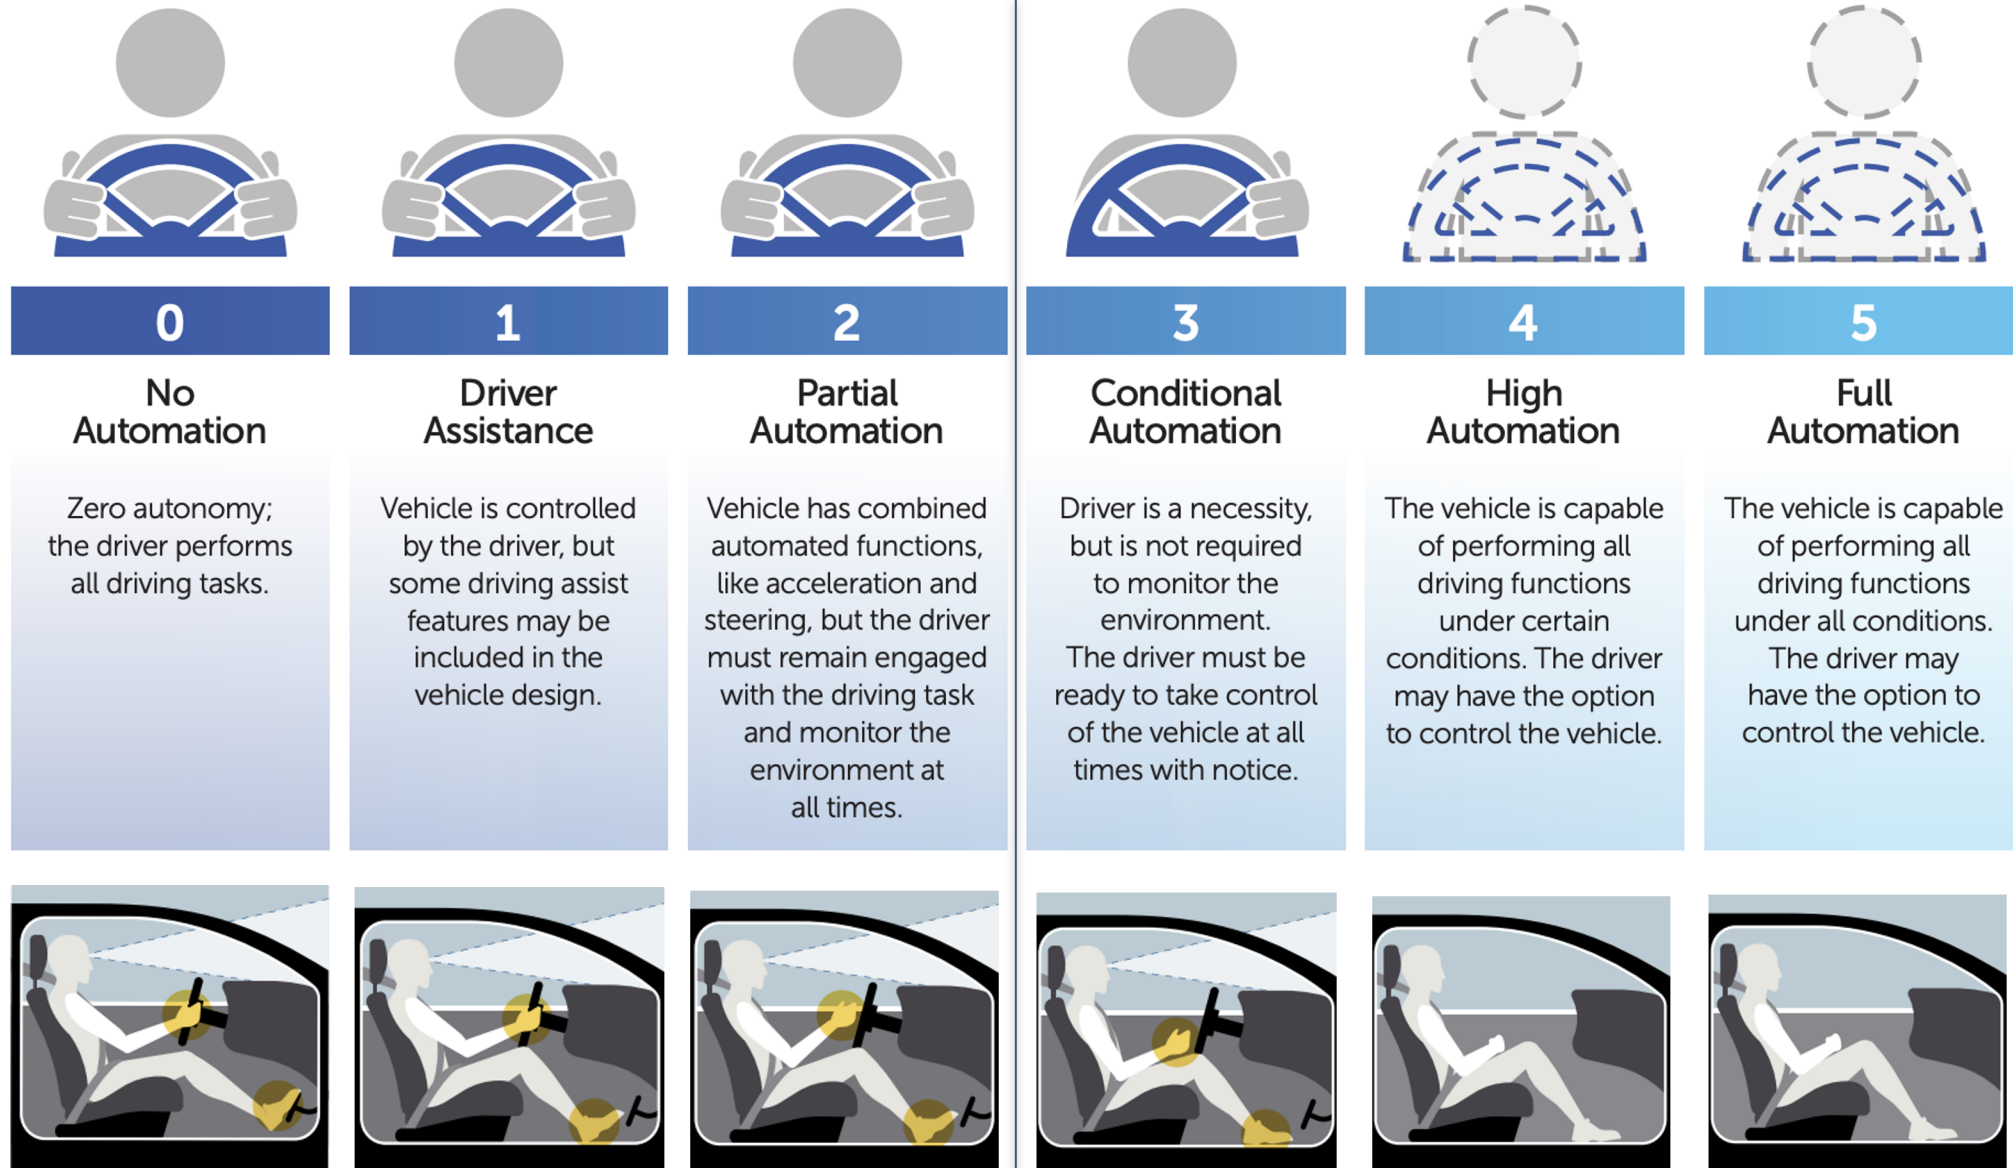 0
No
Automation
Zero autonomy;
the driver performs
all driving tasks.
1
Driver
Assistance
Vehicle is controlled
by the driver, but
some driving assist
features may be
included in the
vehicle design.
2
Partial
Automation
Vehicle has combined
automated functions,
like acceleration and
steering, but the driver
must remain engaged
with the driving task
and monitor the
environment at
all times.
3
Conditional
Automation
Driver is a necessity,
but is not required
to monitor the
environment.
The driver must be
ready to take control
of the vehicle at all
times with notice.
4
High
Automation
The vehicle is capable
of performing all
driving functions
under certain
conditions. The driver
may have the option
to control the vehicle.
5
Full
Automation
The vehicle is capable
of performing all
driving functions
under all conditions.
The driver may
have the option to
control the vehicle.